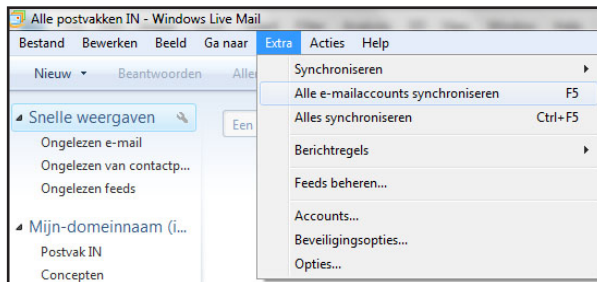 Alle postvakken IN - Windows Live Mail
Bestand Bewerken Beeld Ga naar Extra Acties Help
Nieuw Beantwoorden
Synchroniseren
Alle e-mailaccounts synchroniseren F5
Alles synchroniseren Ctrl+F5
Berichtregels
Feeds beheren...
Accounts...
Beveiligingsopties...
Opties...
Snelle weergaven
Een
Ongelezen e-mail
Ongelezen van contactp...
Ongelezen feeds
Mijn-domeinnaam (i...
Postvak IN
Concepten